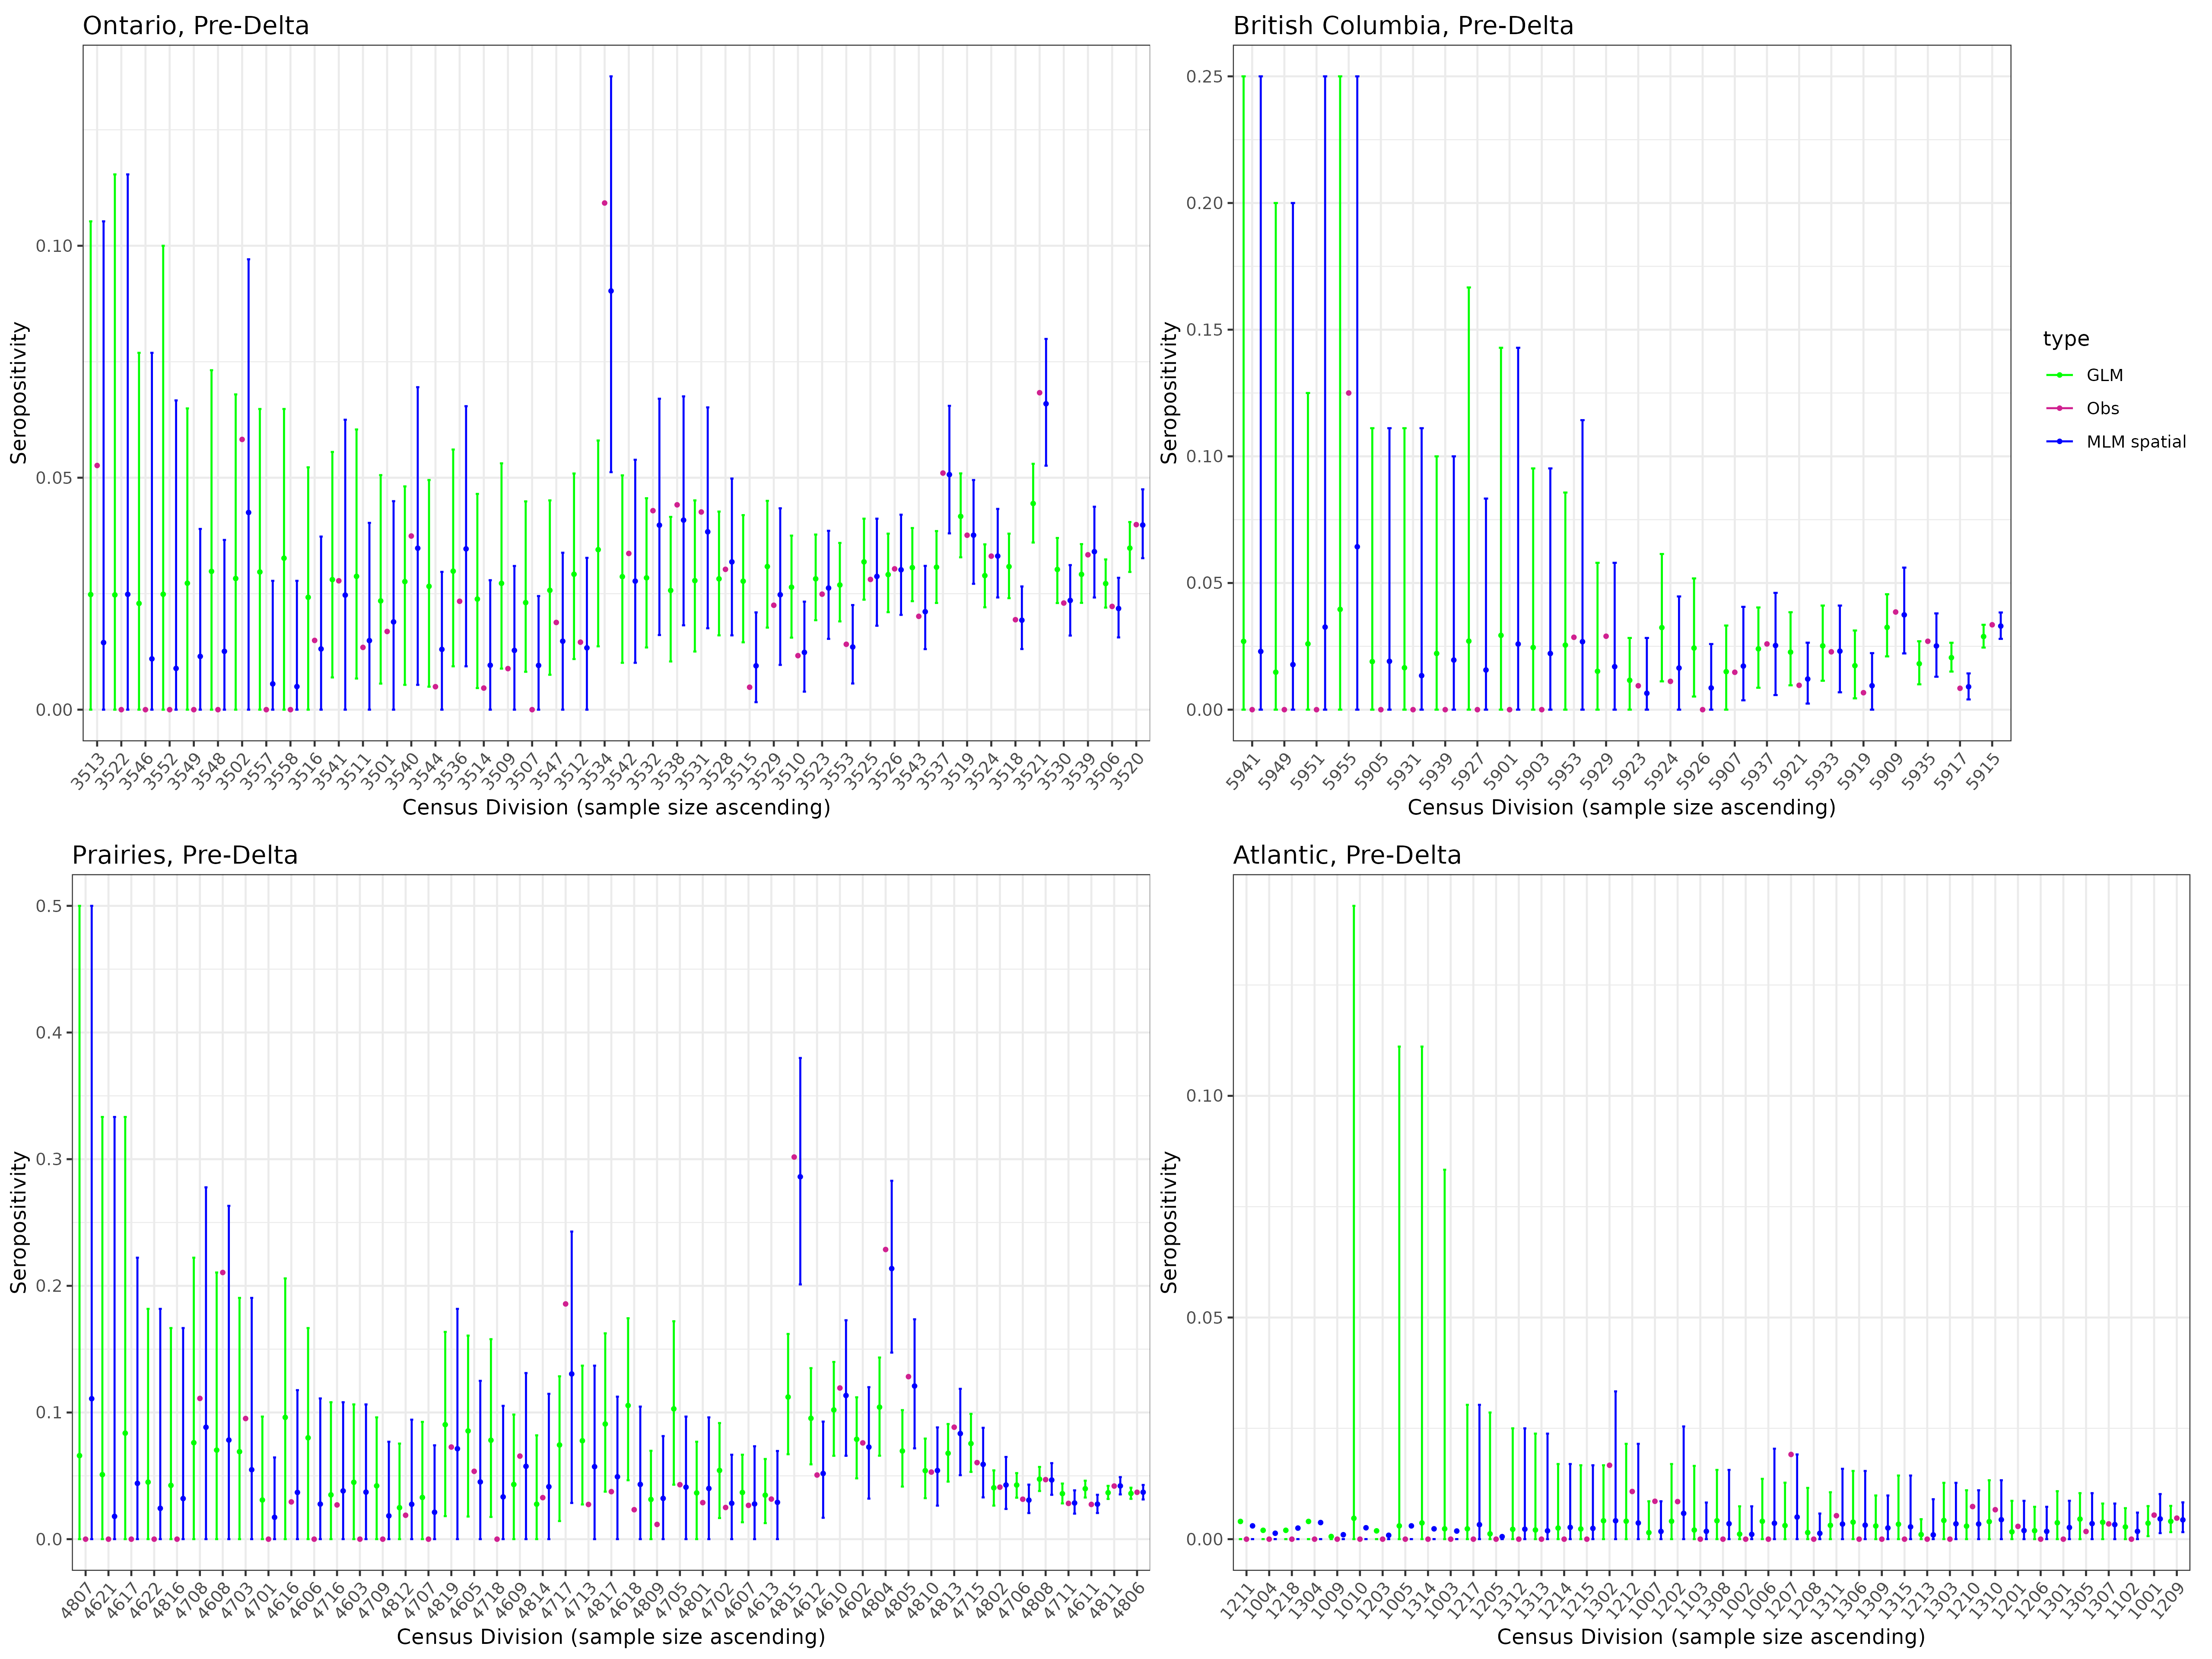 Ontario, Pre-Delta
Seropositivity
0.10
0.05
0.00
3513 3522 3546 3552 3549 3548 3502 3557 3558 3516 3541 3511 3501 3540 3544 3536 3514 3509 3507 3547 3512 3534 3542 3532 3538 3531 3528 3515 3529 3510 3523 3553 3525 3526 3543 3537 3519 3524 3518 3521 3530 3539 3506 3520
Census Division (sample size ascending)
British Columbia, Pre-Delta
Seropositivity
0.25
0.20
0.15
0.10
0.05
0.00
5941 5949 5951 5955 5905 5931 5939 5927 5901 5903 5953 5929 5923 5924 5926 5907 5937 5921 5933 5919 5909 5935 5917 5915
Census Division (sample size ascending)
type
GLM
Obs
MLM spatial
Prairies, Pre-Delta
Seropositivity
0.5
0.4
0.3
0.2
0.1
0.0
4807 4621 4617 4622 4816 4708 4608 4703 4701 4616 4606 4716 4603 4709 4812 4707 4819 4605 4718 4609 4814 4717 4713 4617 4618 4809 4705 4801 4702 4607 4613 4815 4612 4610 4602 4804 4805 4810 4813 4715 4802 4706 4808 4711 4611 4811 4806
Census Division (sample size ascending)
Atlantic, Pre-Delta
Seropositivity
0.10
0.05
0.00
1211 1004 1218 1304 1009 1010 1203 1005 1314 1003 1217 1205 1312 1313 1214 1215 1302 1212 1007 1202 1103 1308 1002 1006 1207 1208 1311 1306 1309 1315 1213 1303 1210 1310 1201 1206 1301 1305 1307 1102 1001 1209
Census Division (sample size ascending)